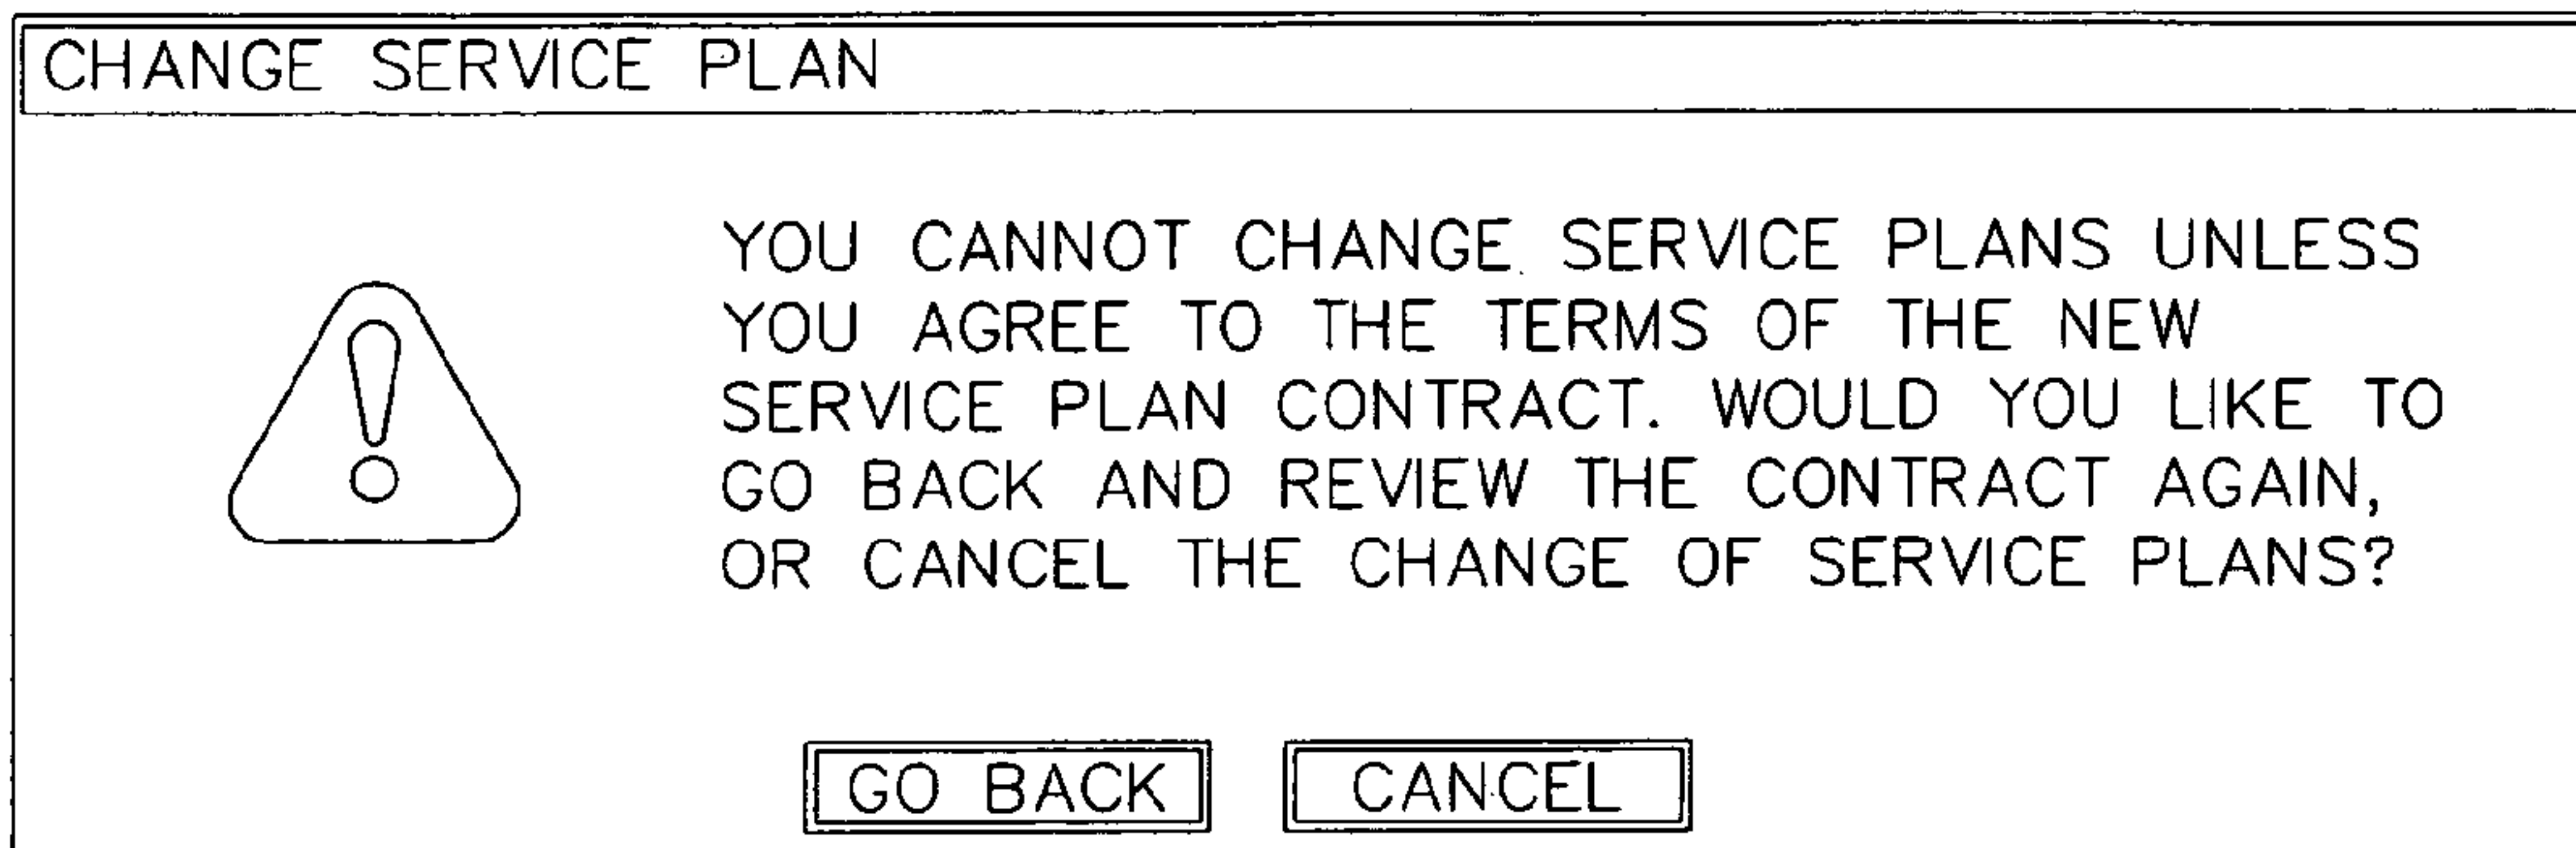 CHANGE SERVICE PLAN
YOU CANNOT CHANGE SERVICE PLANS UNLESS
YOU AGREE TO THE TERMS OF THE NEW
SERVICE PLAN CONTRACT. WOULD YOU LIKE TO
GO BACK AND REVIEW THE CONTRACT AGAIN,
OR CANCEL THE CHANGE OF SERVICE PLANS?
GO BACK CANCEL